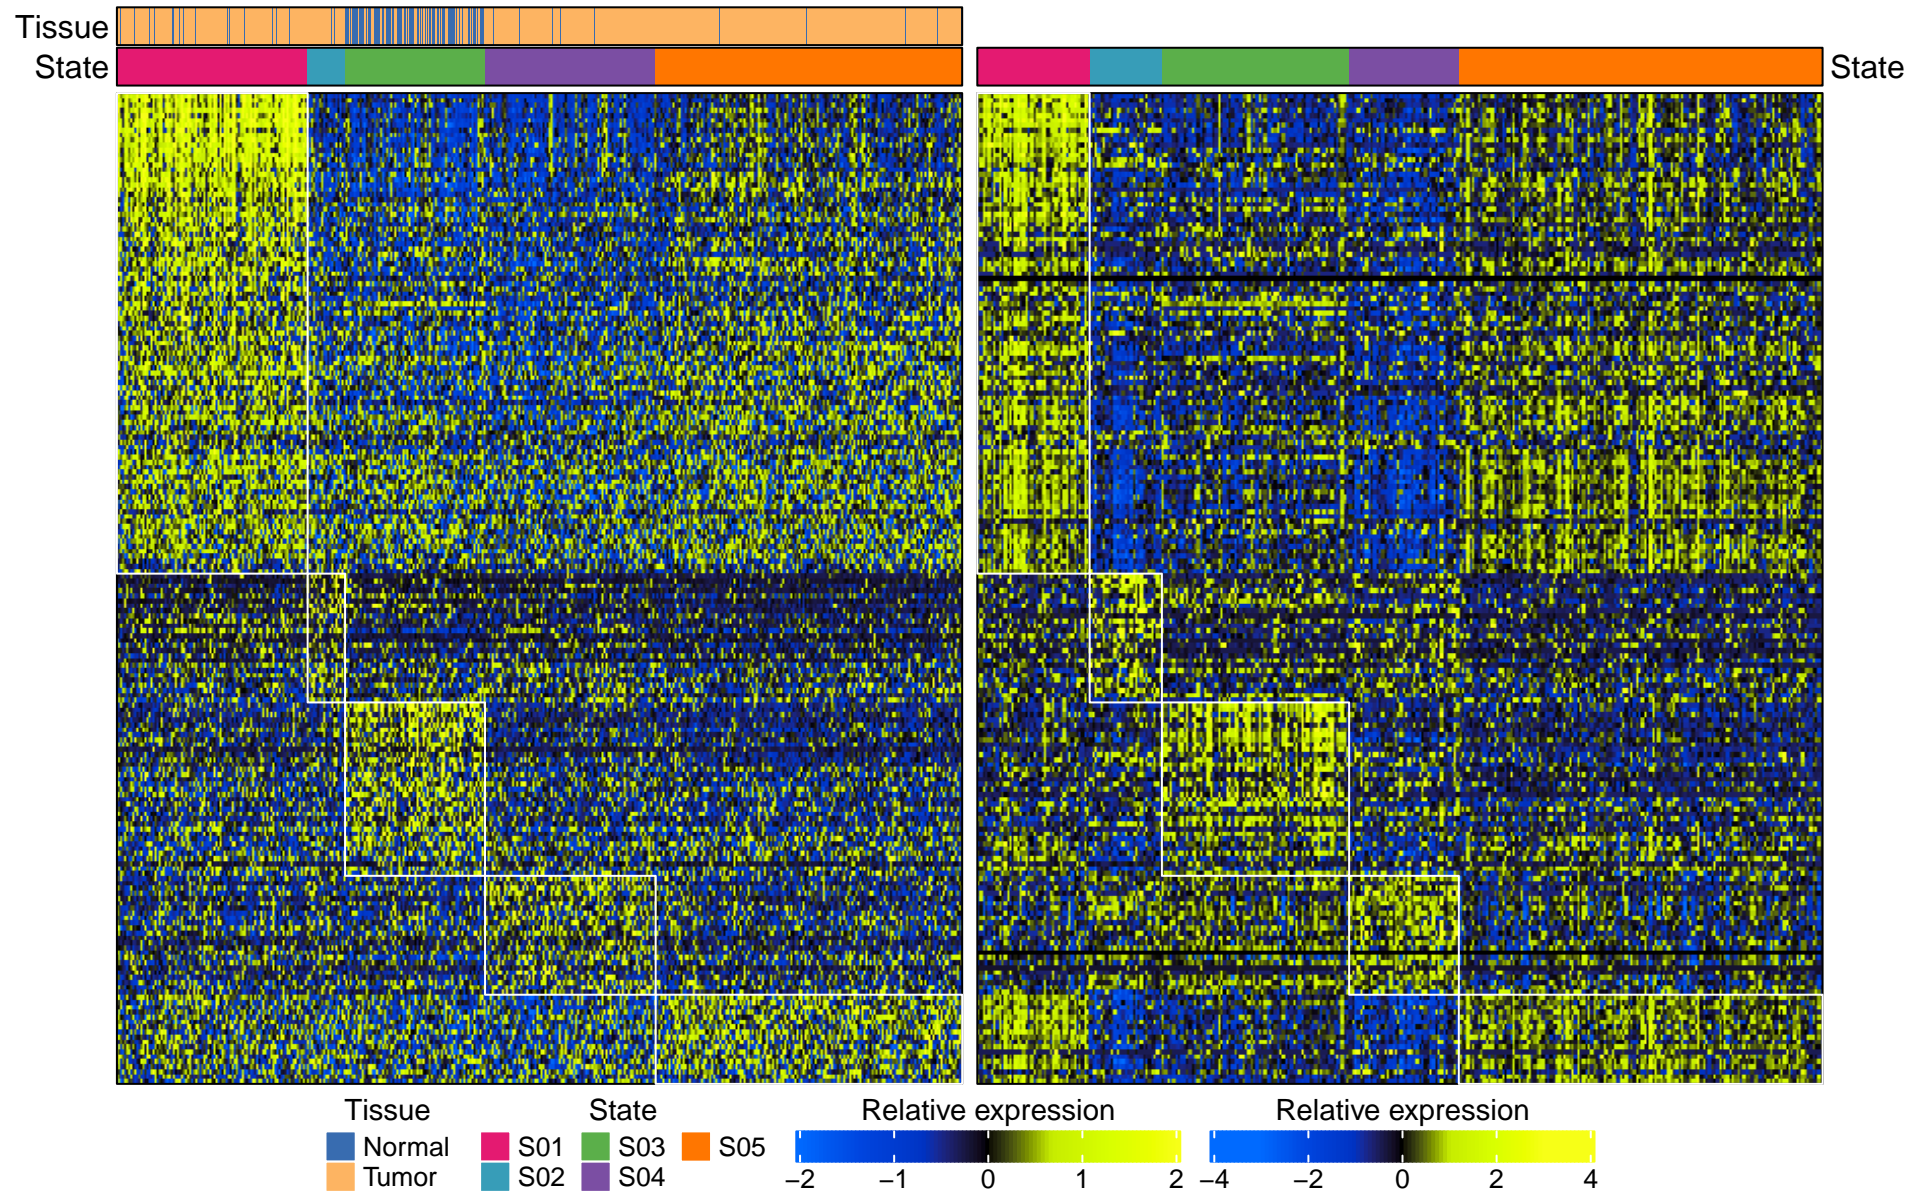 Tissue
State
State
Tissue State Relative expression Relative expression
Normal S01 S03 S05
Tumor S02 S04
−2 −1 0 1 2 −4 −2 0 2 4